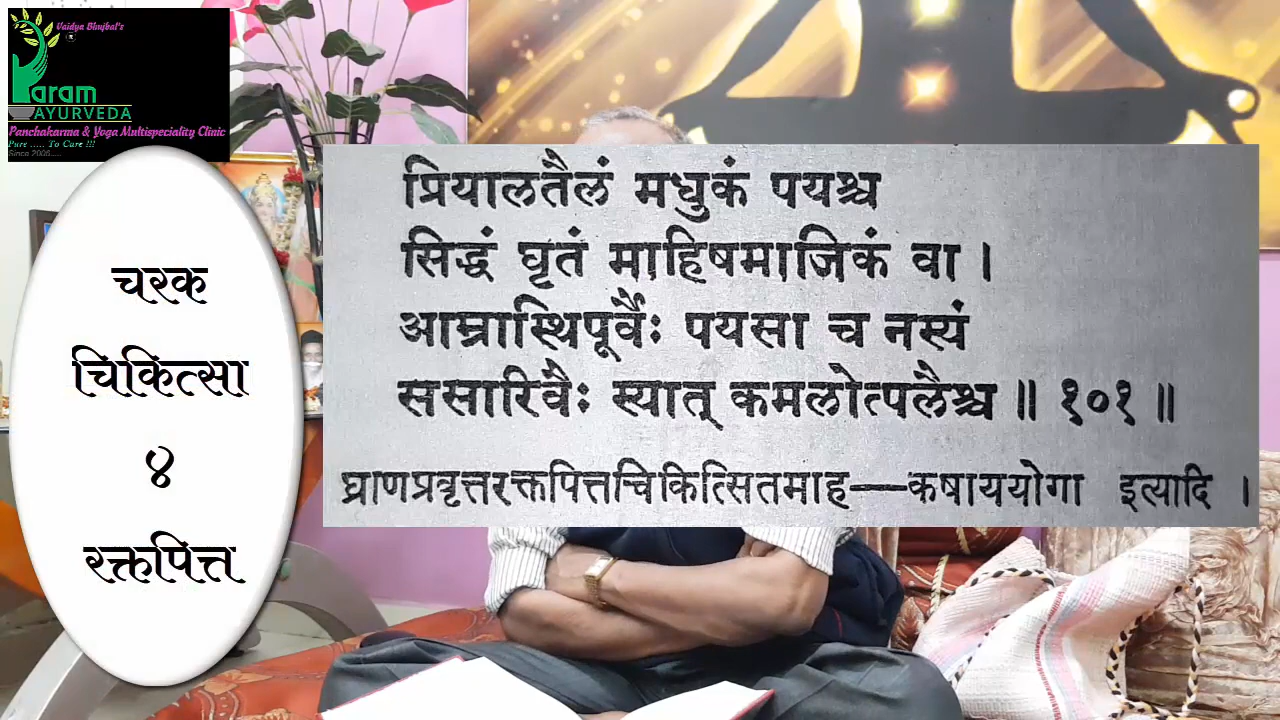 Vaidya Bhujbal's
Param
AYURVEDA
Panchakarma & Yoga Multispeciality Clinic
Pure ..... To Cure !!!
Since 2006.....
चरक
चिकित्सा
४
रक्तपित्त
प्रियालतैलं मधुकं पयश्च
सिद्धं घृतं माहिषमाजिकं वा ।
आम्रास्थिपूर्वैः पयसा च नस्यं
ससारिवैः स्यात् कमलोत्पलैश्च ॥ १०१ ॥
घ्राणप्रवृत्तरक्तपित्तचिकित्सितमाह—कषाययोगा इत्यादि ।